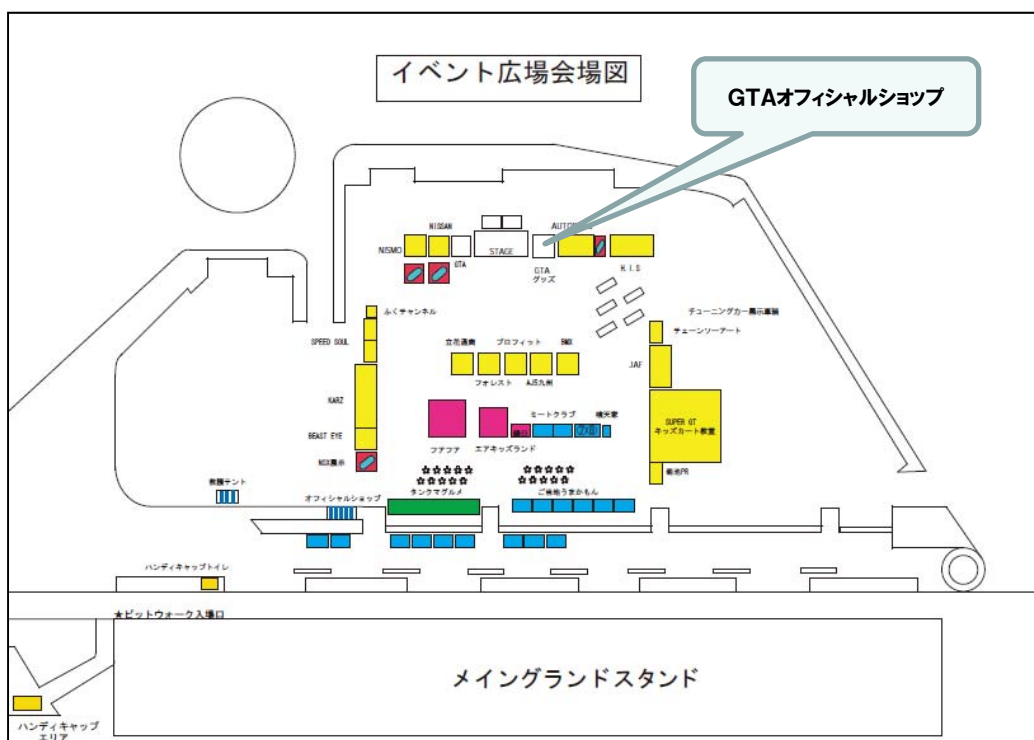 イベント広場会場図
GTAオフィシャルショップ
NISSAN
NISMO
GTA
STAGE
GTA
グッズ
H.I.S
ふくチャンネル
SPEED SOUL
チューニングカー展示車輌
チェーンソーアート
立花通商
プロフィット
BMX
JAF
フォレスト
AJS九州
KARZ
ミートクラブ
晴天家
SUPER GT
キッズカート教室
BEAST EYE
縁日
フアフア
エアキッズランド
NSX展示
菊池PR
救護テント
オフィシャルショップ
タンクマグルメ
ご当地うまかもん
ハンディキャップトイレ
★ピットウォーク入場口
メイングランドスタンド
ハンディキャップ
エリア